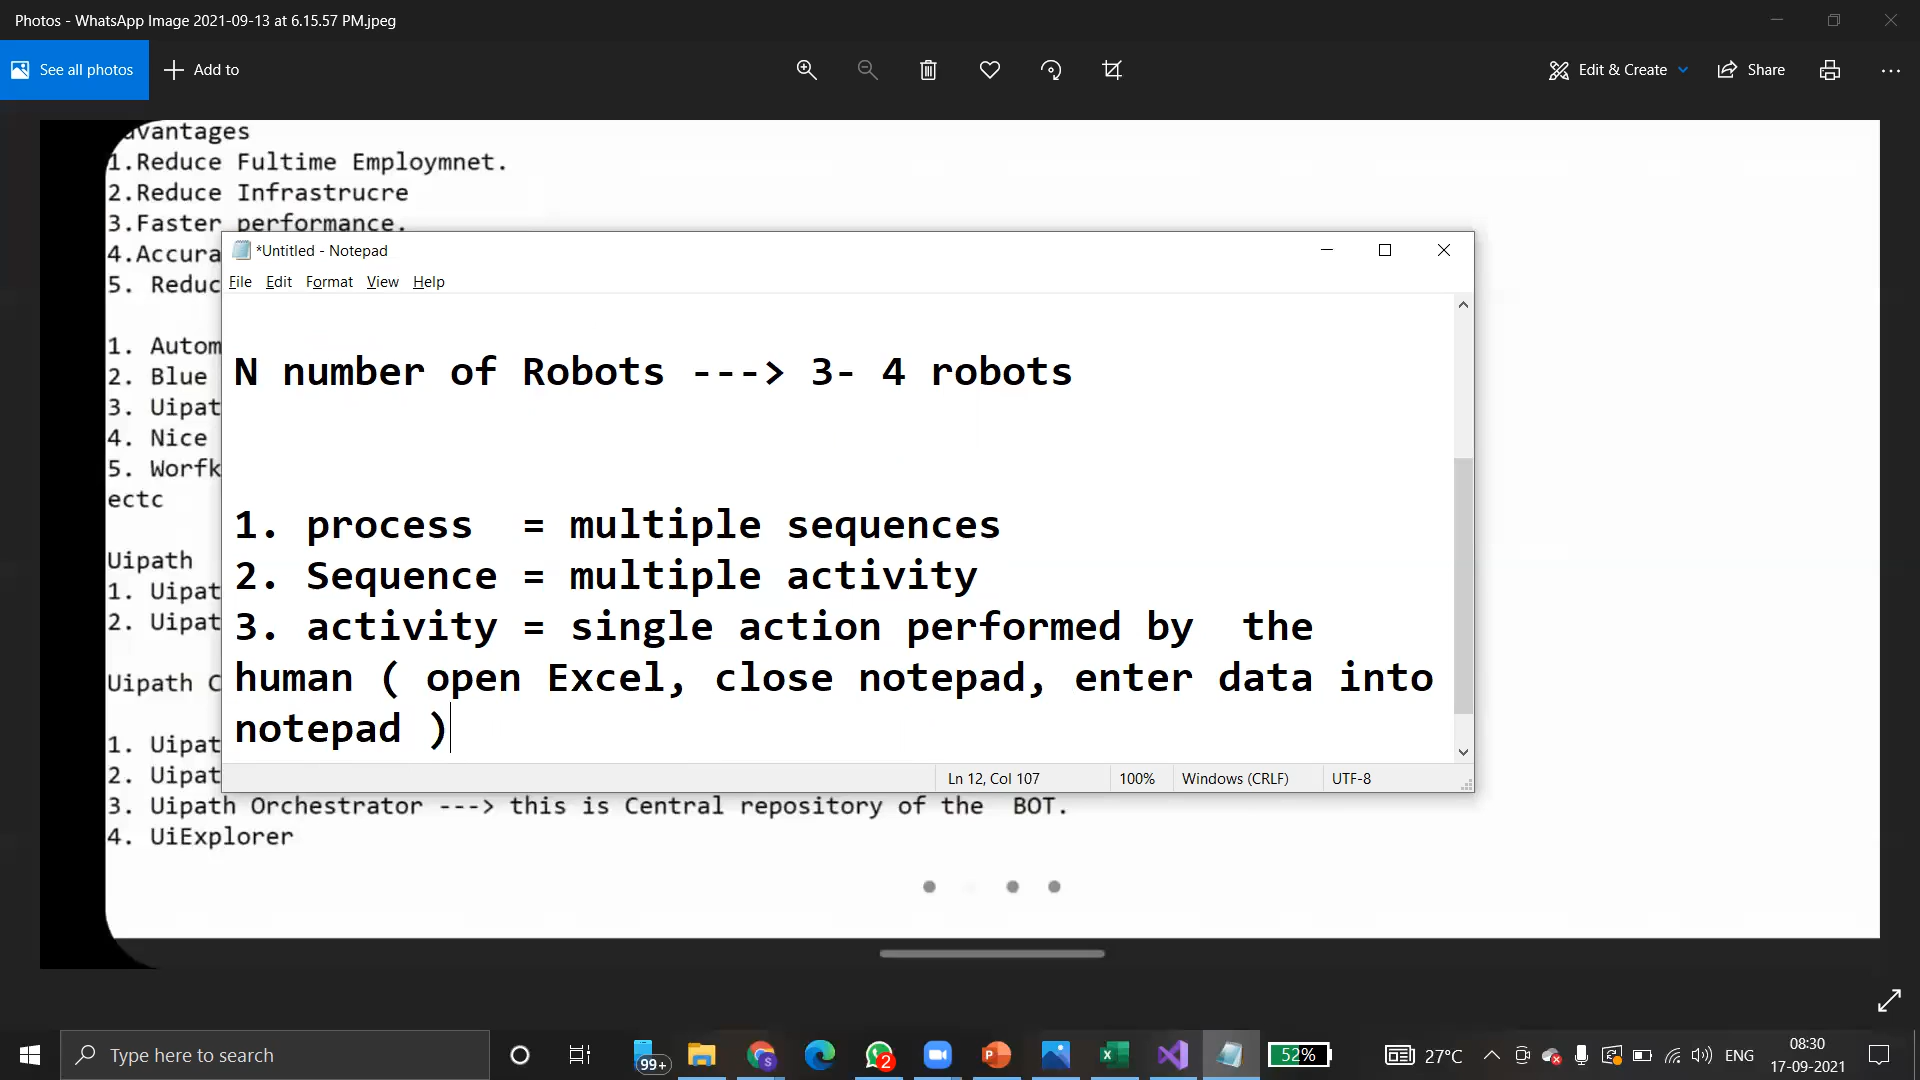 Photos - WhatsApp Image 2021-09-13 at 6.15.57 PM.jpeg
See all photos
Add to
Edit & Create
Share
dvantages
1.Reduce Fultime Employmnet.
2.Reduce Infrastrucre
3.Faster performance.
4.Accura
5. Reduc
1. Autom
2. Blue
3. Uipat
4. Nice
5. Worfk
ectc
Uipath
1. Uipat
2. Uipat
Uipath C
1. Uipat
2. Uipat
3. Uipath Orchestrator ---> this is Central repository of the  BOT.
4. UiExplorer
*Untitled - Notepad
File Edit Format View Help
N number of Robots ---> 3- 4 robots
1. process  = multiple sequences
2. Sequence = multiple activity
3. activity = single action performed by  the
human ( open Excel, close notepad, enter data into
notepad )
Ln 12, Col 107 100% Windows (CRLF) UTF-8
Type here to search
99+
2
52%
27°C
ENG
08:30
17-09-2021